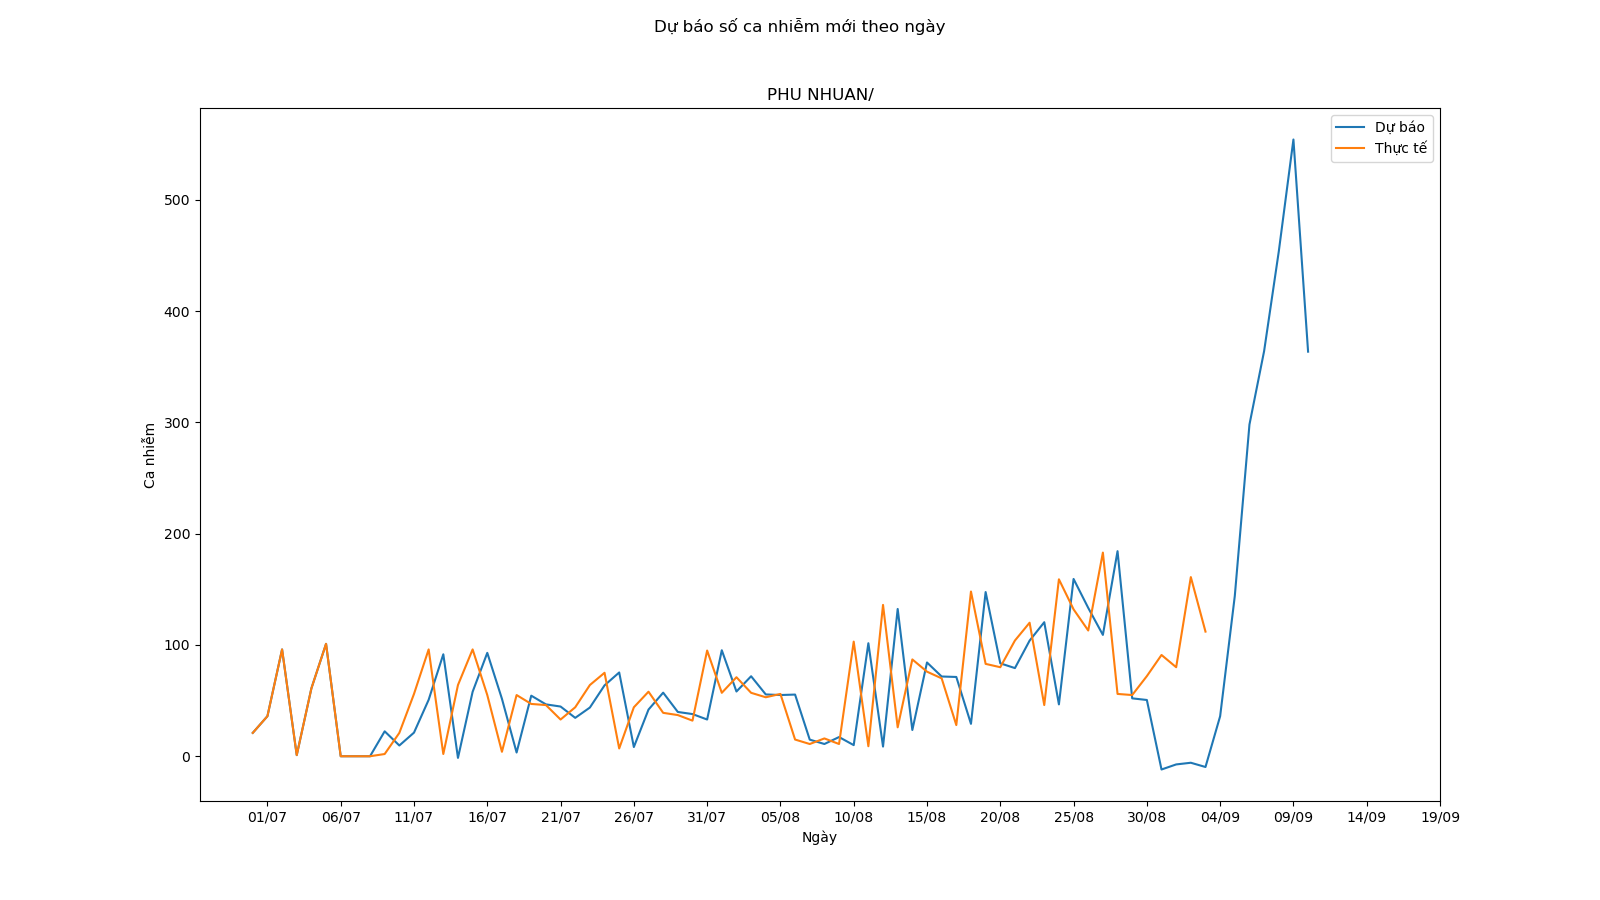 Dự báo số ca nhiễm mới theo ngày
PHU NHUAN/
Dự báo
Thực tế
500
400
300
200
100
0
Ca nhiễm
01/07 06/07 11/07 16/07 21/07 26/07 31/07 05/08 10/08 15/08 20/08 25/08 30/08 04/09 09/09 14/09 19/09
Ngày